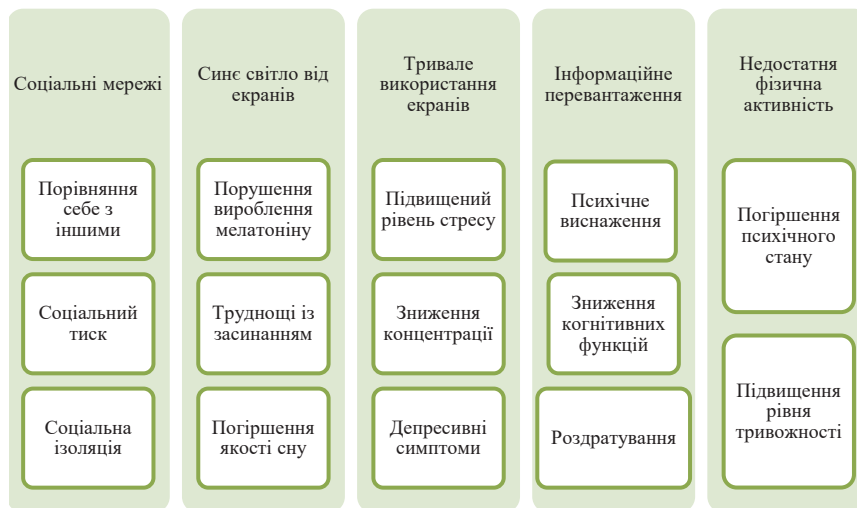 Соціальні мережі
Порівняння
себе з
іншими
Соціальний
тиск
Соціальна
ізоляція
Синє світло від
екранів
Порушення
вироблення
мелатоніну
Труднощі із
засинанням
Погіршення
якості сну
Тривале
використання
екранів
Підвищений
рівень стресу
Зниження
концентрації
Депресивні
симптоми
Інформаційне
перевантаження
Психічне
виснаження
Зниження
когнітивних
функцій
Роздратування
Недостатня
фізична
активність
Погіршення
психічного
стану
Підвищення
рівня
тривожності